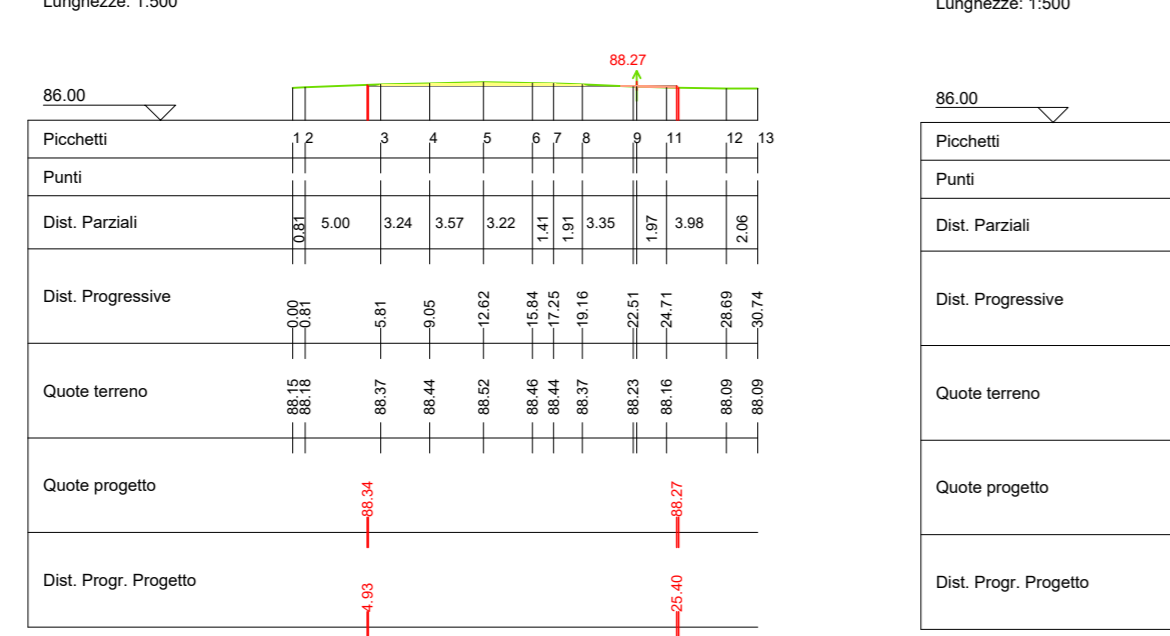 Lunghezze: 1:500
Lunghezze: 1:500
88.27
86.00
86.00
Picchetti 1 2 3 4 5 6 7 8 9 11 12 13
Picchetti
Punti
Punti
Dist. Parziali 0.81 5.00 3.24 3.57 3.22 1.41 1.91 3.35 1.97 3.98 2.06
Dist. Parziali
Dist. Progressive 0.00 0.81 5.81 9.05 12.62 15.84 17.25 19.16 22.51 24.71 28.69 30.74
Dist. Progressive
Quote terreno 88.15 88.18 88.37 88.44 88.52 88.46 88.44 88.37 88.23 88.16 88.09 88.09
Quote terreno
Quote progetto 88.34 88.27
Quote progetto
Dist. Progr. Progetto 4.93 25.40
Dist. Progr. Progetto